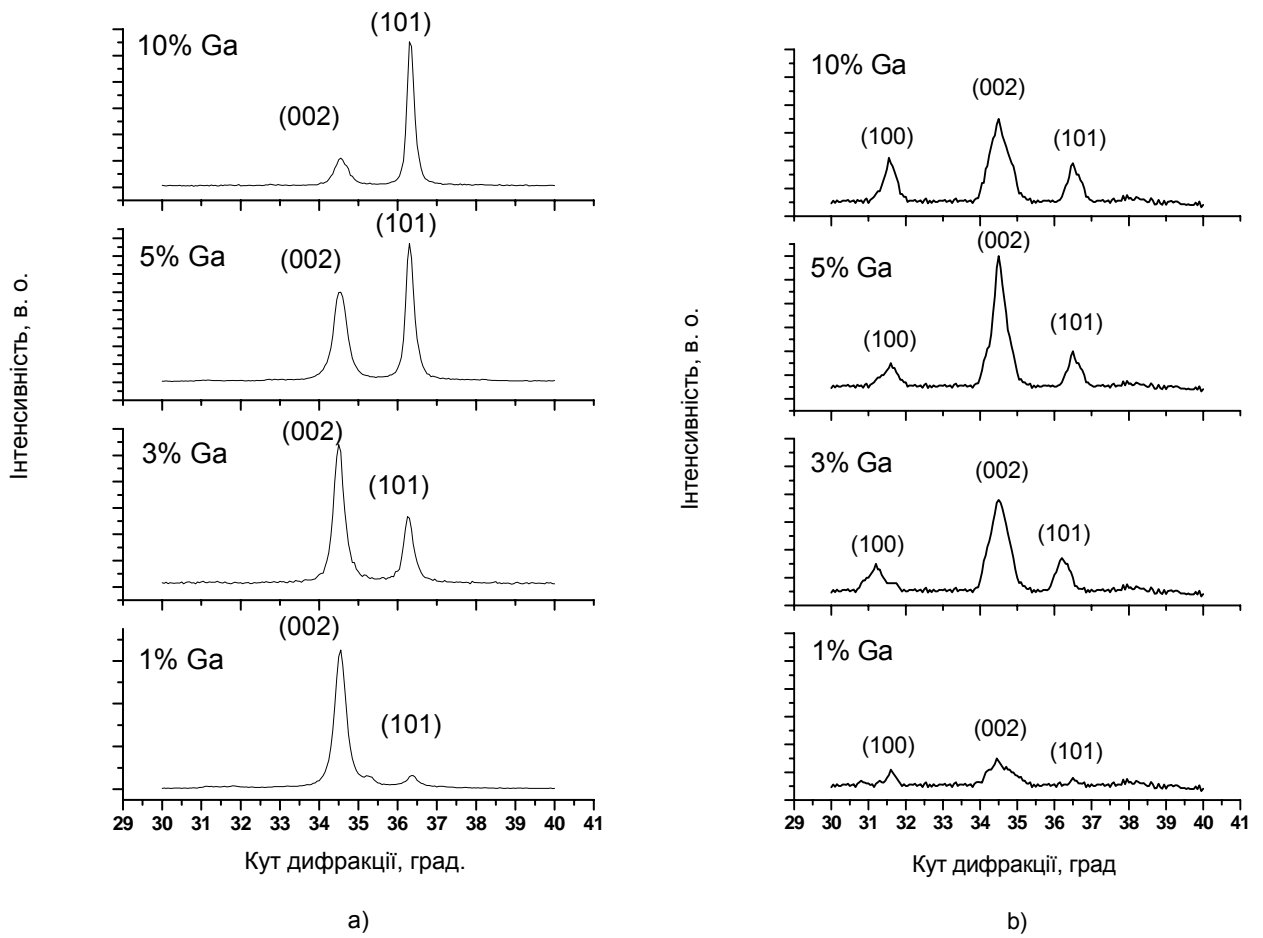 Інтенсивність, в. о.
10% Ga
(002)
(101)
5% Ga
(002)
(101)
3% Ga
(002)
(101)
1% Ga
(002)
(101)
29 30 31 32 33 34 35 36 37 38 39 40 41
Кут дифракції, град.
a)
Інтенсивність, в. о.
10% Ga
(100)
(002)
(101)
5% Ga
(100)
(002)
(101)
3% Ga
(100)
(002)
(101)
1% Ga
(100)
(002)
(101)
29 30 31 32 33 34 35 36 37 38 39 40 41
Кут дифракції, град
b)